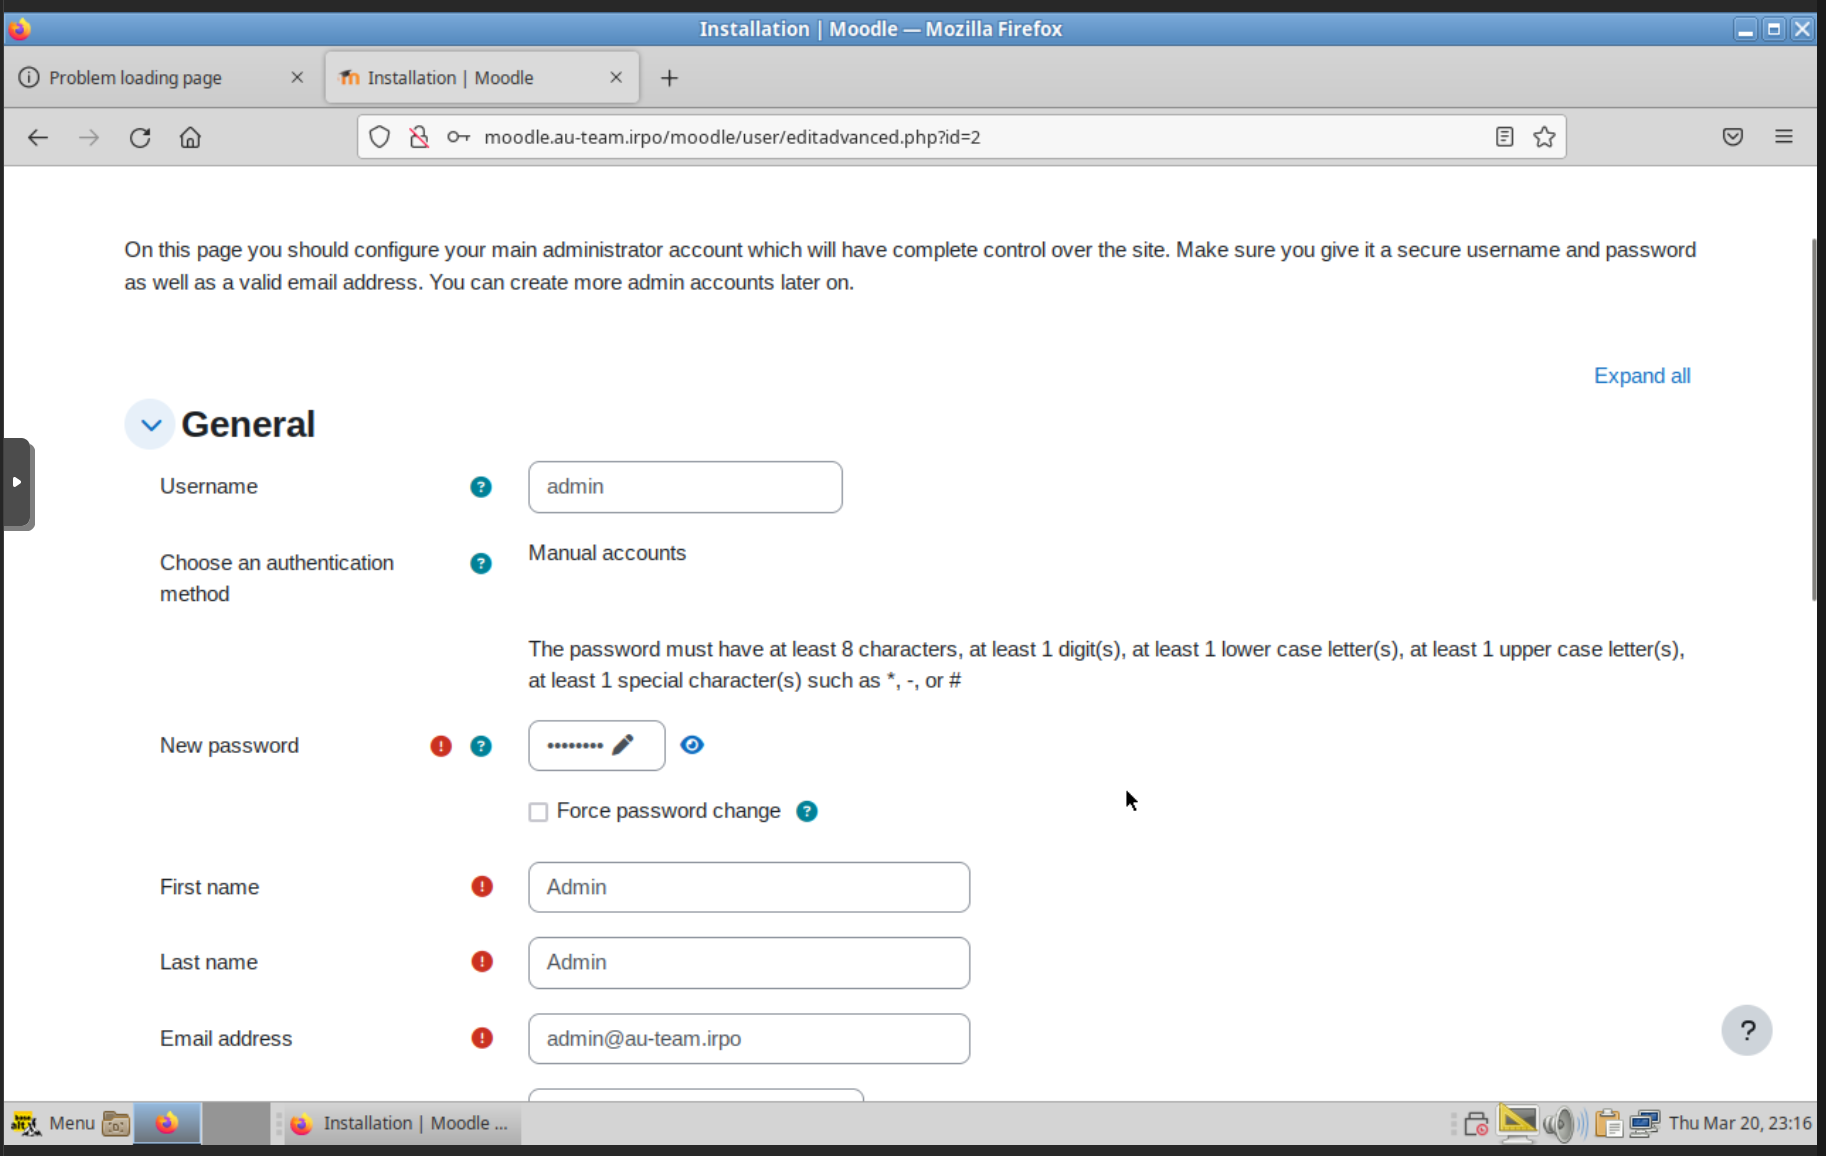 Installation | Moodle — Mozilla Firefox
Problem loading page
Installation | Moodle
moodle.au-team.irpo/moodle/user/editadvanced.php?id=2
On this page you should configure your main administrator account which will have complete control over the site. Make sure you give it a secure username and password
as well as a valid email address. You can create more admin accounts later on.
Expand all
General
Username ? admin
Choose an authentication ? Manual accounts
method
The password must have at least 8 characters, at least 1 digit(s), at least 1 lower case letter(s), at least 1 upper case letter(s),
at least 1 special character(s) such as *, -, or #
New password ! ? ••••••••
Force password change ?
First name ! Admin
Last name ! Admin
Email address ! admin@au-team.irpo
?
Menu
Installation | Moodle ...
Thu Mar 20, 23:16